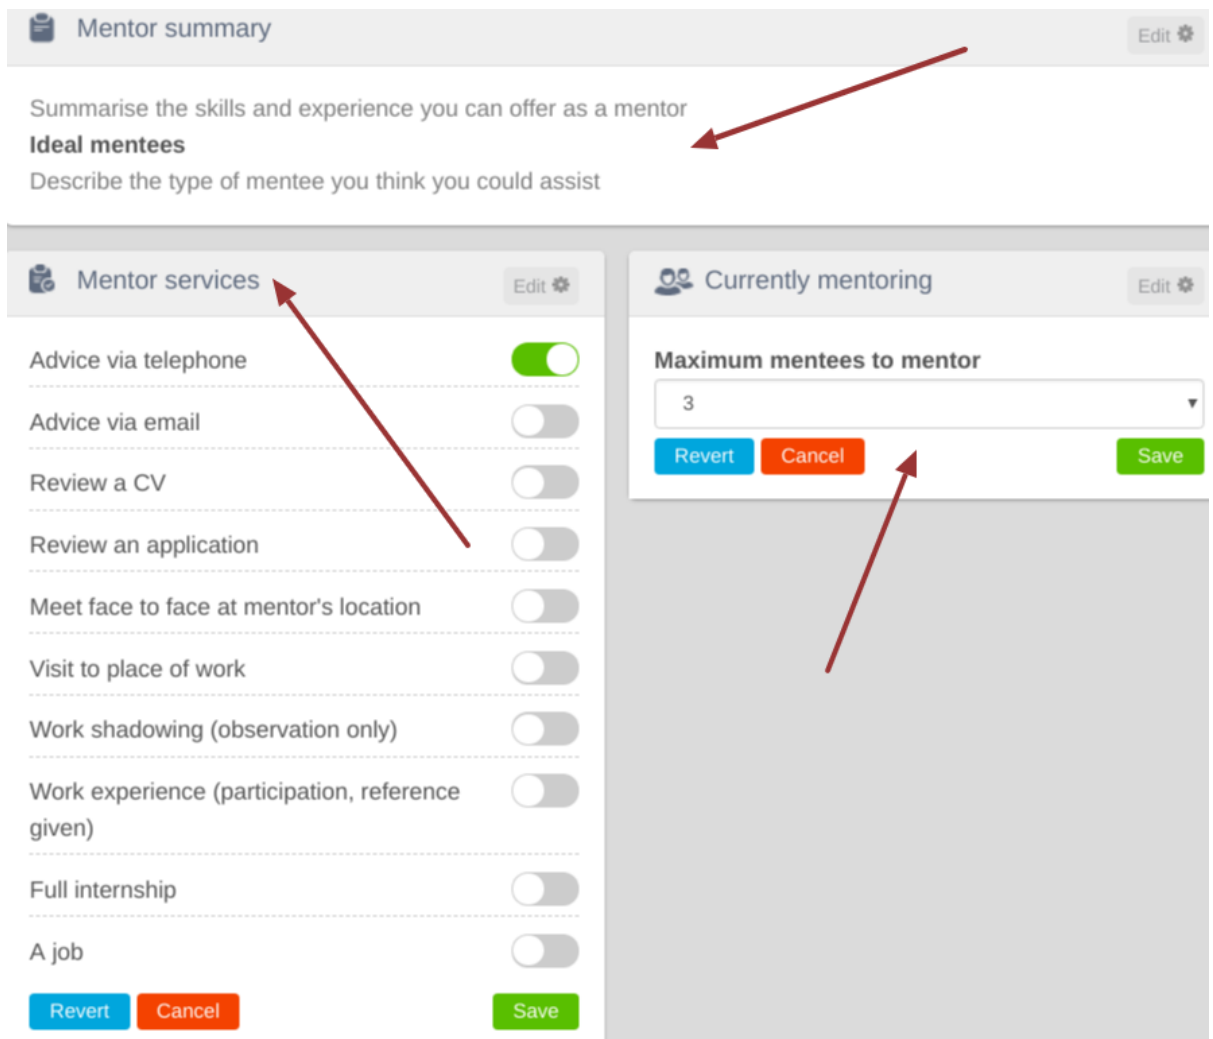 Mentor summary
Edit
Summarise the skills and experience you can offer as a mentor
Ideal mentees
Describe the type of mentee you think you could assist
Mentor services
Edit
Advice via telephone
Advice via email
Review a CV
Review an application
Meet face to face at mentor's location
Visit to place of work
Work shadowing (observation only)
Work experience (participation, reference
given)
Full internship
A job
Revert
Cancel
Save
Currently mentoring
Edit
Maximum mentees to mentor
3
Revert
Cancel
Save